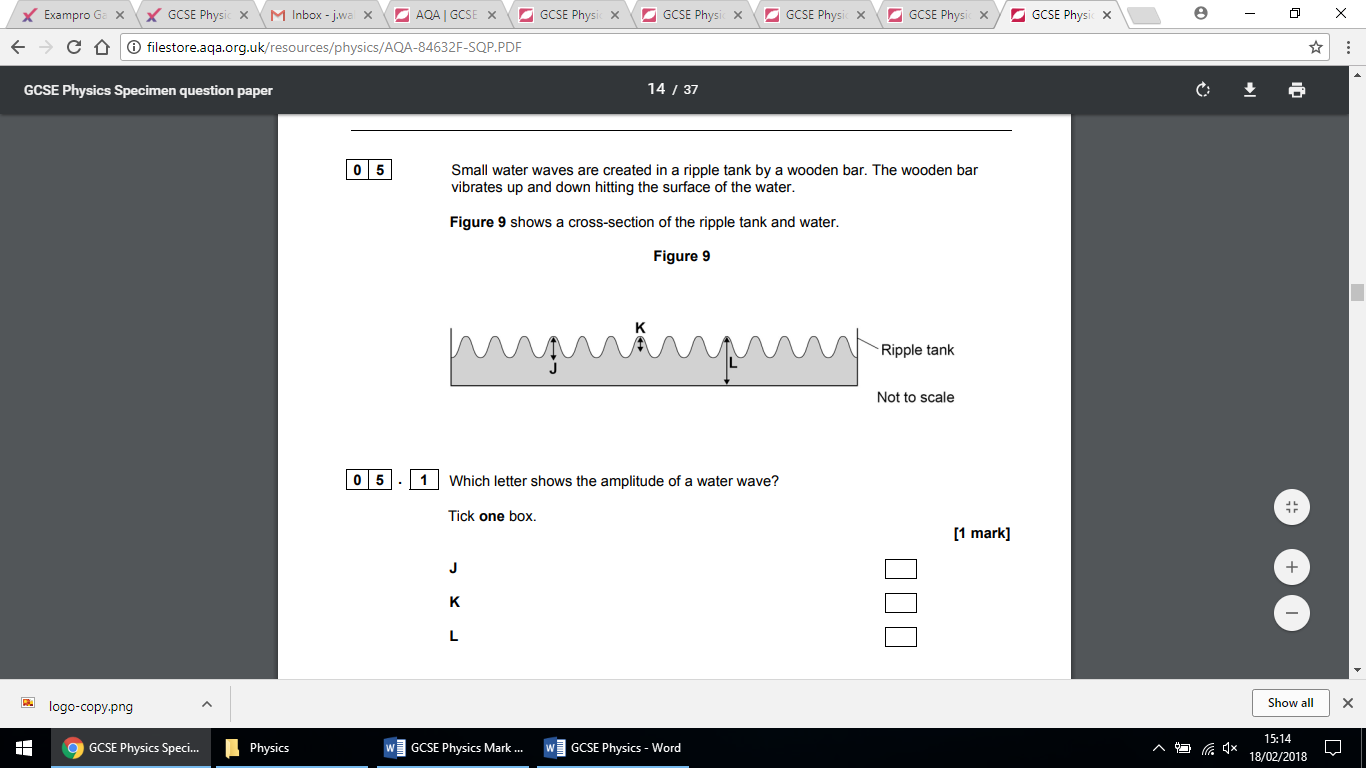 Exampro Ga
GCSE Physic
Inbox - j.wa
AQA | GCSE
GCSE Physi
GCSE Physi
GCSE Physi
GCSE Physi
GCSE Physi
filestore.aqa.org.uk/resources/physics/AQA-84632F-SQP.PDF
GCSE Physics Specimen question paper
14 / 37
0 5
Small water waves are created in a ripple tank by a wooden bar. The wooden bar
vibrates up and down hitting the surface of the water.
Figure 9 shows a cross-section of the ripple tank and water.
Figure 9
K
J
L
Ripple tank
Not to scale
0 5 . 1 Which letter shows the amplitude of a water wave?
Tick one box.
[1 mark]
J
K
L
logo-copy.png
Show all
GCSE Physics Speci...
Physics
GCSE Physics Mark ...
GCSE Physics - Word
15:14
18/02/2018